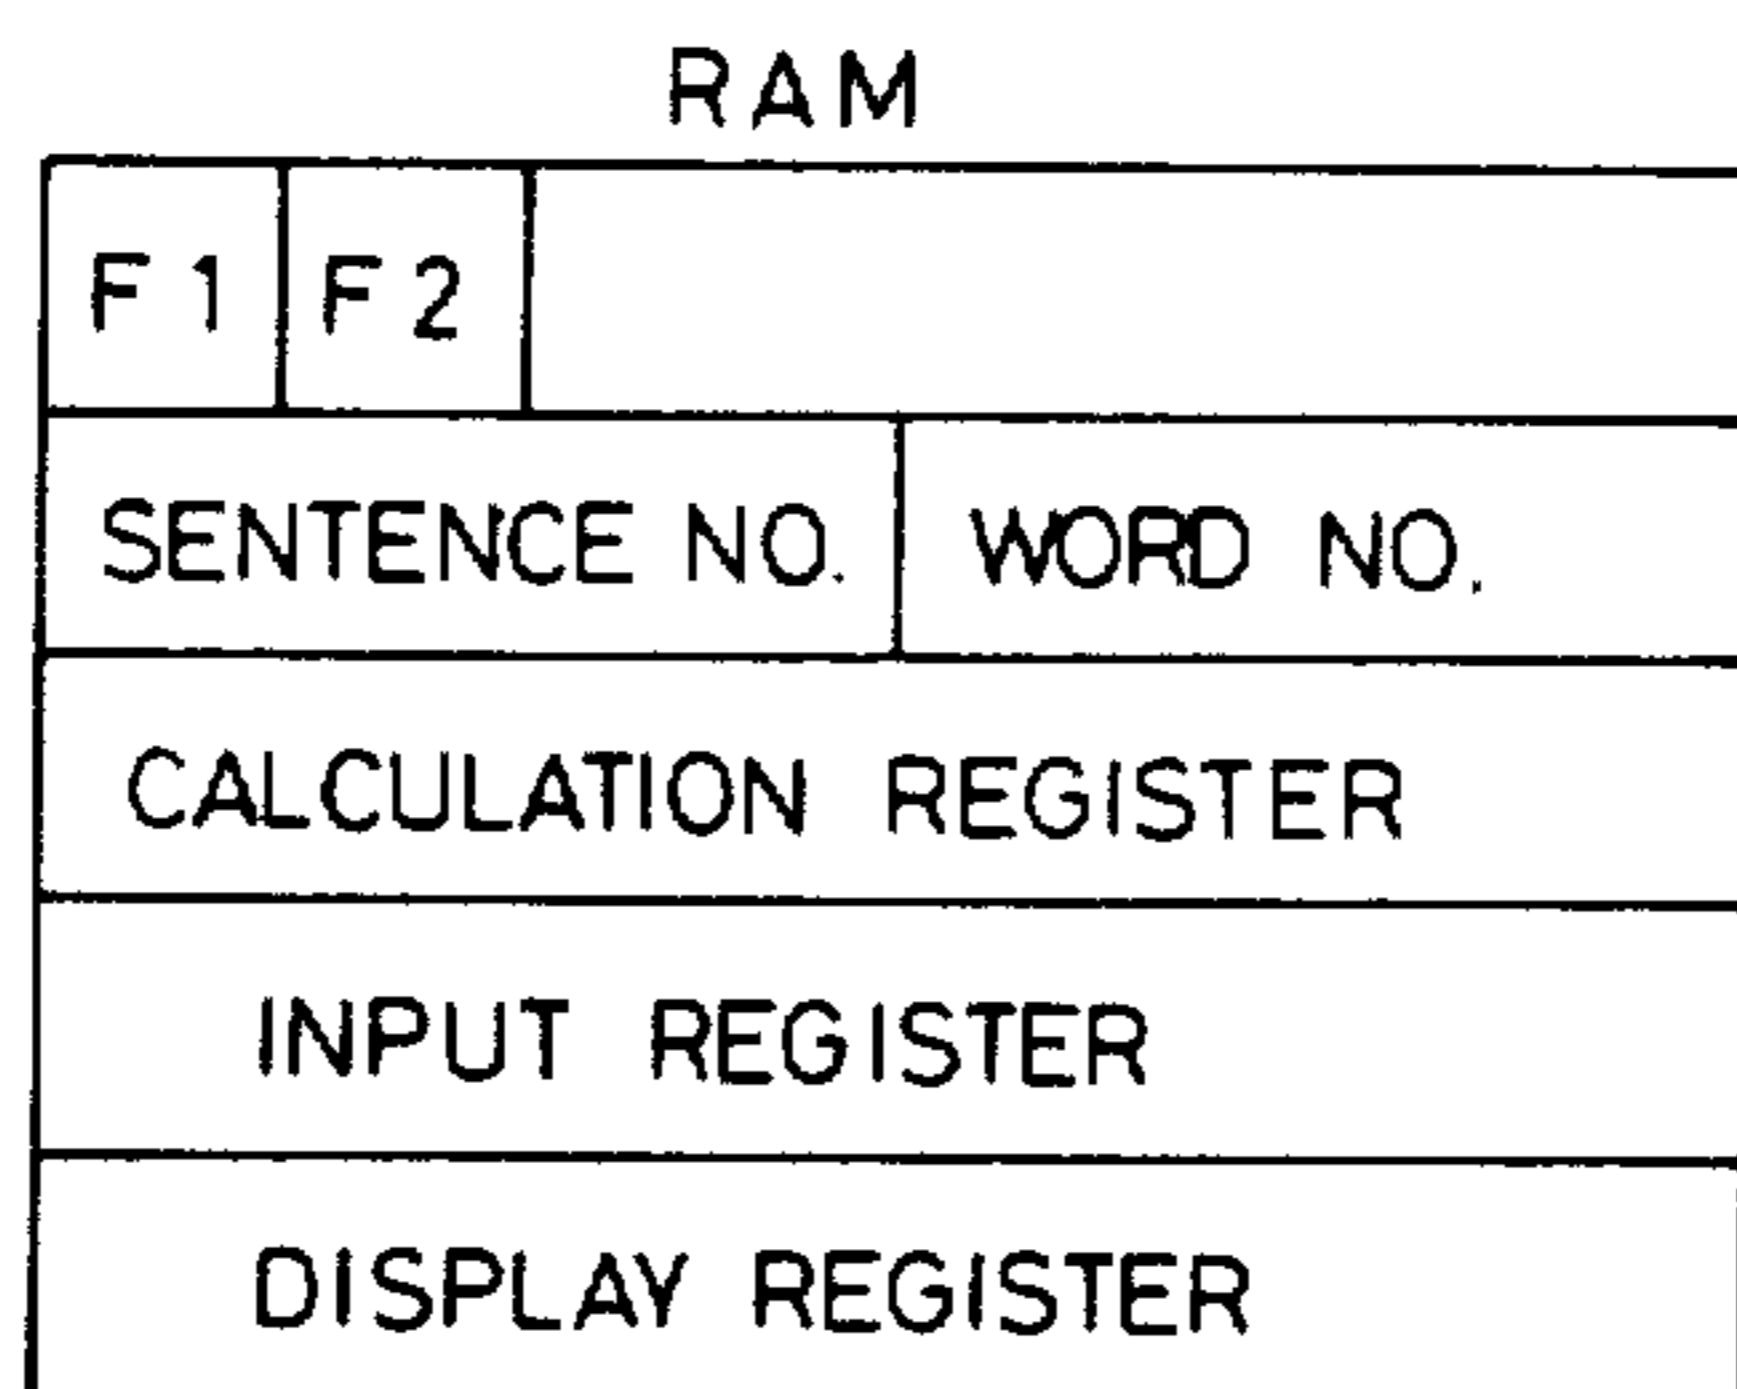 RAM
F1 F2
SENTENCE NO. WORD NO.
CALCULATION REGISTER
INPUT REGISTER
DISPLAY REGISTER